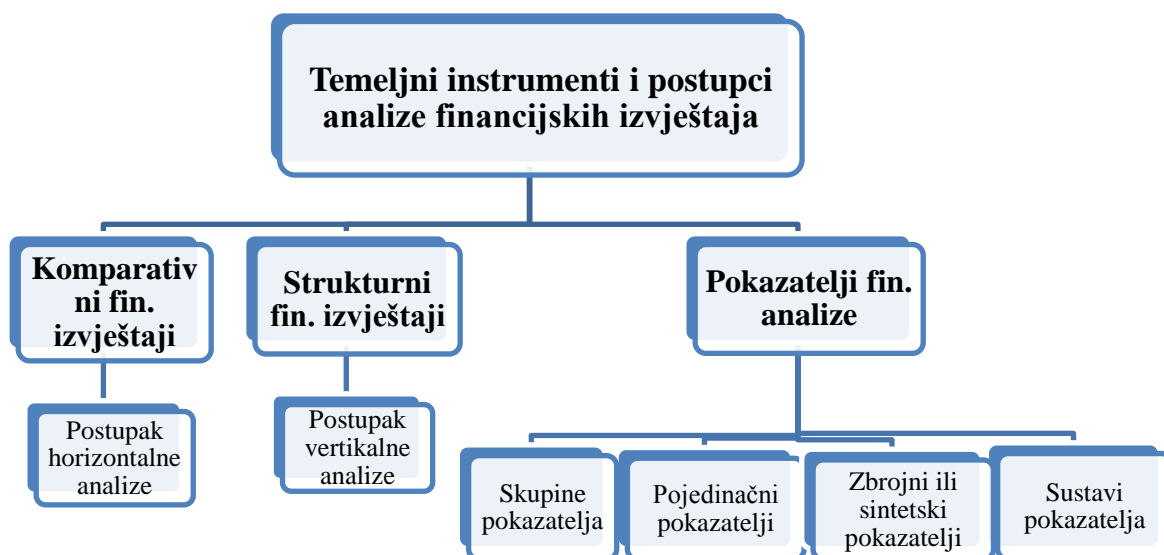 Temeljni instrumenti i postupci
analize financijskih izvještaja
Komparativ
ni fin.
izvještaji
Strukturni
fin. izvještaji
Pokazatelji fin.
analize
Postupak
horizontalne
analize
Postupak
vertikalne
analize
Skupine
pokazatelja
Pojedinačni
pokazatelji
Zbrojni ili
sintetski
pokazatelji
Sustavi
pokazatelja